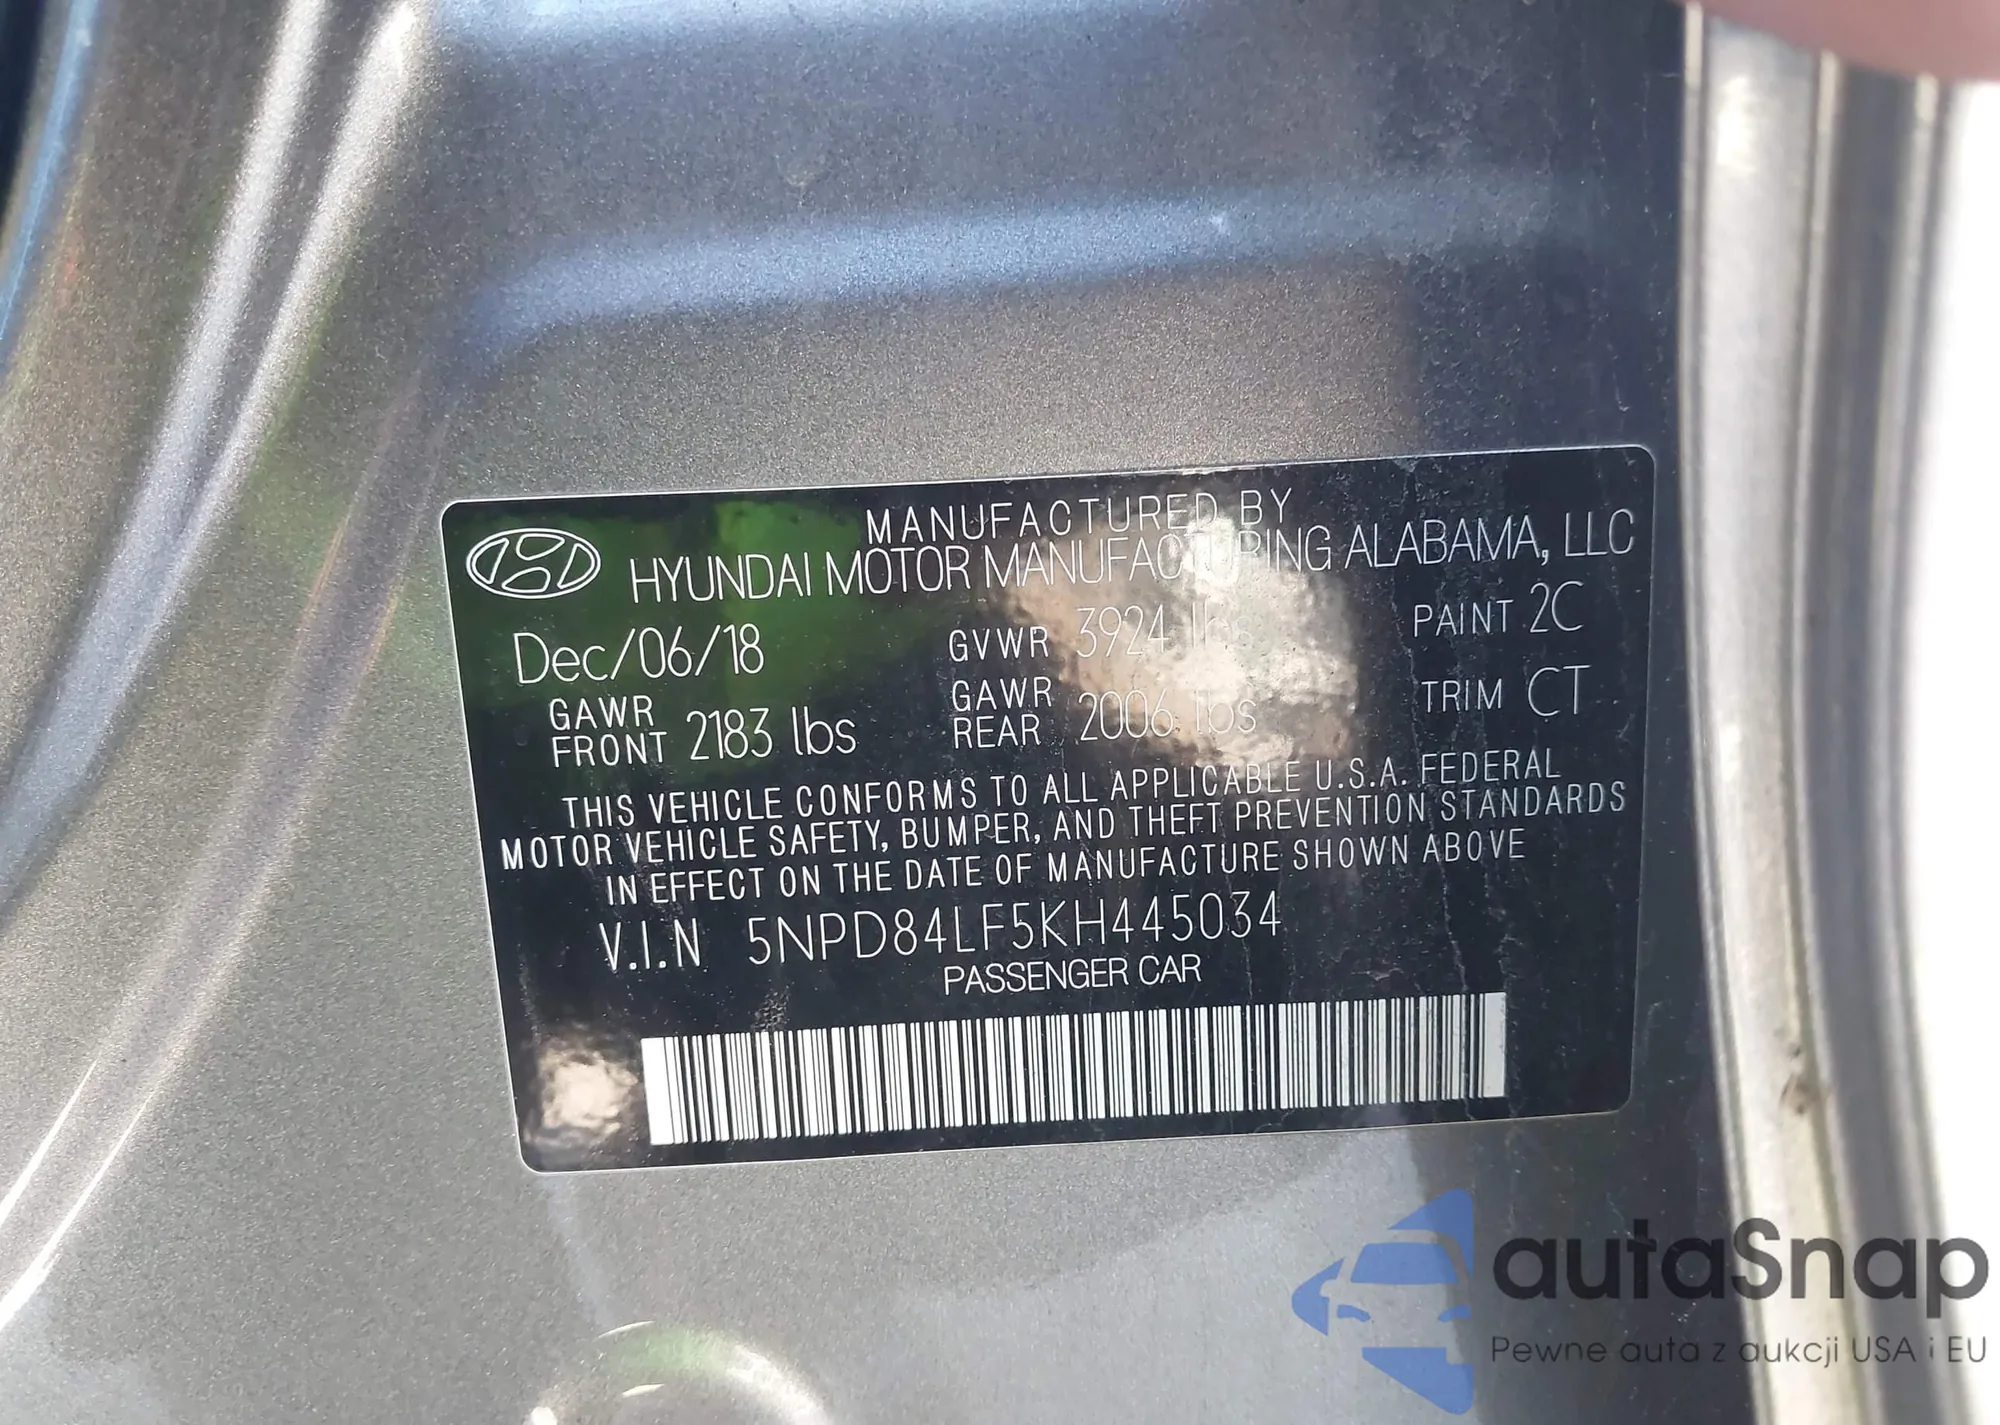 MANUFACTURED BY
HYUNDAI MOTOR MANUFACTURING ALABAMA, LLC
Dec/06/18 GVWR 3924 lbs PAINT 2C
GAWR FRONT 2183 lbs GAWR REAR 2006 lbs TRIM CT
THIS VEHICLE CONFORMS TO ALL APPLICABLE U.S.A. FEDERAL
MOTOR VEHICLE SAFETY, BUMPER, AND THEFT PREVENTION STANDARDS
IN EFFECT ON THE DATE OF MANUFACTURE SHOWN ABOVE
V.I.N 5NPD84LF5KH445034
PASSENGER CAR
autaSnap
Pewne auta z aukcji USA i EU